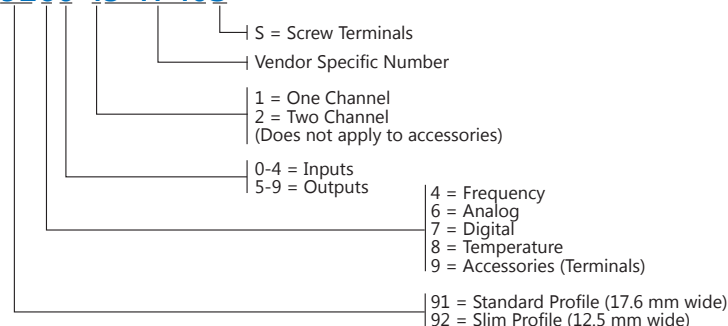 S = Screw Terminals
Vendor Specific Number
1 = One Channel
2 = Two Channel
(Does not apply to accessories)
0-4 = Inputs
5-9 = Outputs
4 = Frequency
6 = Analog
7 = Digital
8 = Temperature
9 = Accessories (Terminals)
91 = Standard Profile (17.6 mm wide)
92 = Slim Profile (12.5 mm wide)